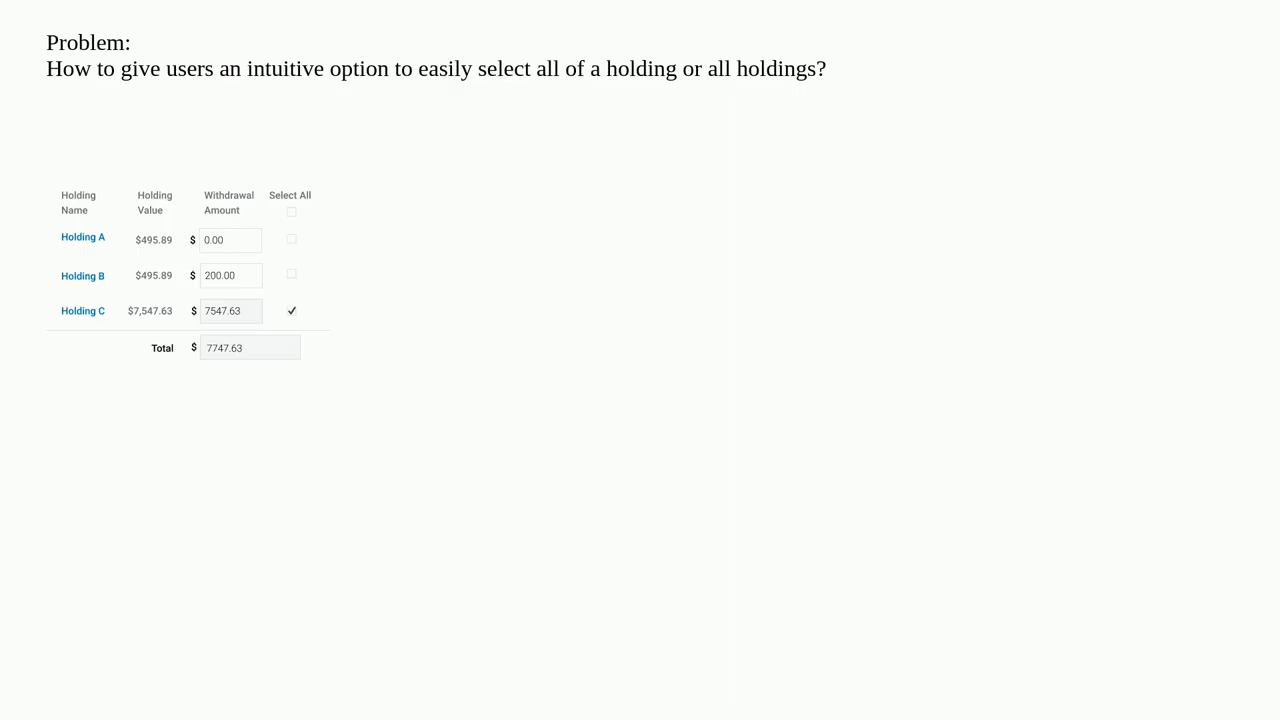 Problem:
How to give users an intuitive option to easily select all of a holding or all holdings?
Holding Name Holding Value Withdrawal Amount Select All
Holding A $495.89 $ 0.00
Holding B $495.89 $ 200.00
Holding C $7,547.63 $ 7547.63
Total $ 7747.63